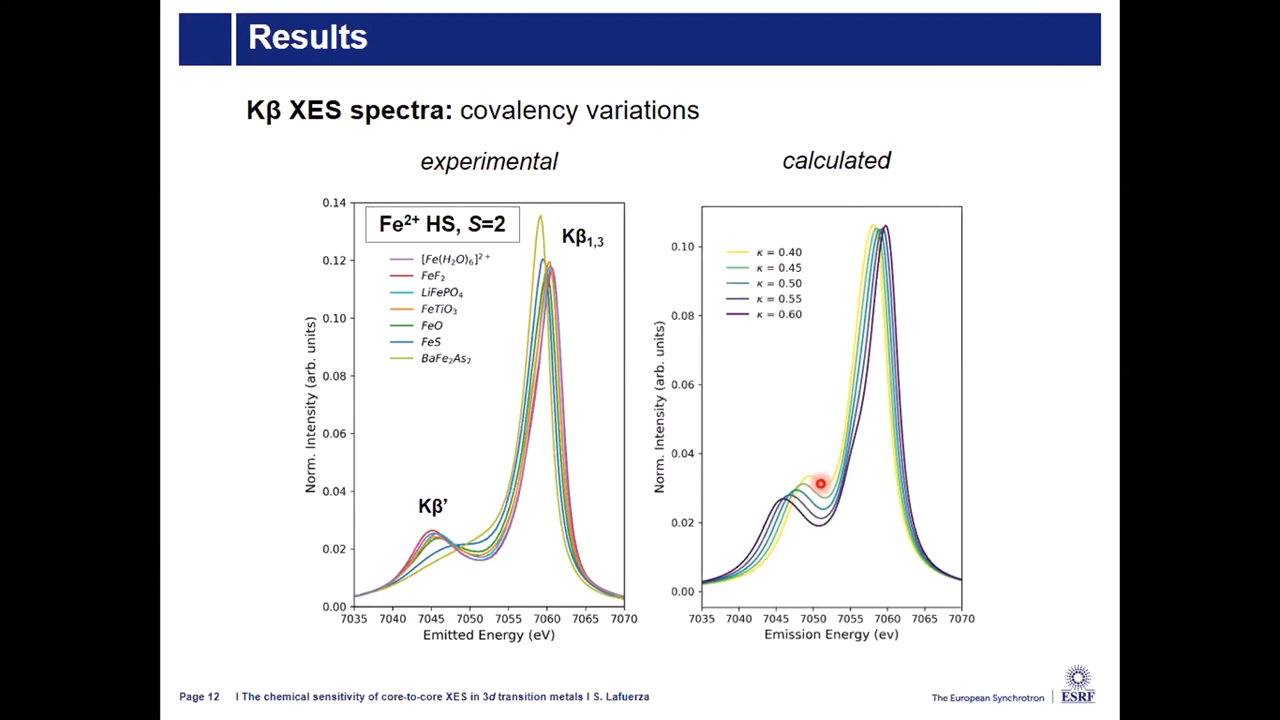 Results
Kβ XES spectra: covalency variations
experimental
calculated
Fe²⁺ HS, S=2
Kβ₁,₃
[Fe(H₂O)₆]²⁺
FeF₂
LiFePO₄
FeTiO₃
FeO
FeS
BaFe₂As₂
Kβ’
0.14
0.12
0.10
0.08
0.06
0.04
0.02
0.00
Norm. Intensity (arb. units)
7035 7040 7045 7050 7055 7060 7065 7070
Emitted Energy (eV)
κ = 0.40
κ = 0.45
κ = 0.50
κ = 0.55
κ = 0.60
0.10
0.08
0.06
0.04
0.02
0.00
Norm. Intensity (arb. units)
7035 7040 7045 7050 7055 7060 7065 7070
Emission Energy (ev)
Page 12 l The chemical sensitivity of core-to-core XES in 3d transition metals l S. Lafuerza
The European Synchrotron
ESRF